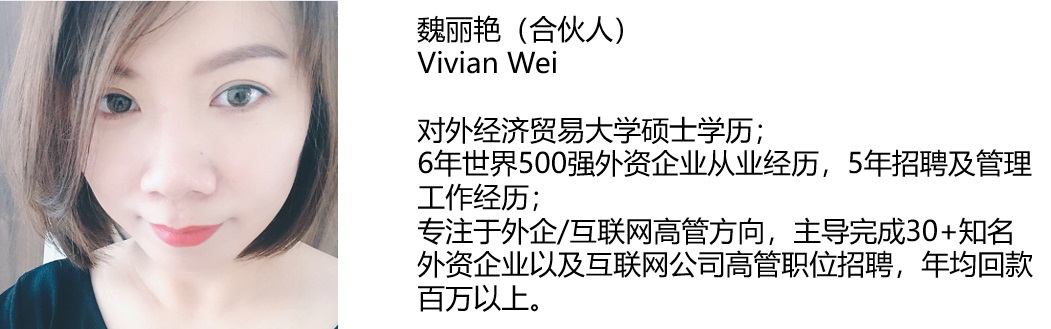 魏丽艳（合伙人）
Vivian Wei
对外经济贸易大学硕士学历；
6年世界500强外资企业从业经历，5年招聘及管理
工作经历；
专注于外企/互联网高管方向，主导完成30+知名
外资企业以及互联网公司高管职位招聘，年均回款
百万以上。